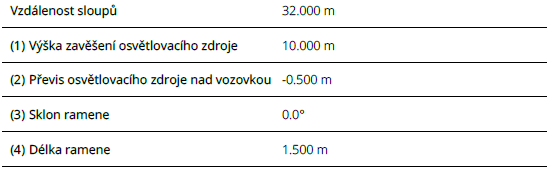 Vzdálenost sloupů 32.000 m
(1) Výška zavěšení osvětlovacího zdroje 10.000 m
(2) Převis osvětlovacího zdroje nad vozovkou -0.500 m
(3) Sklon ramene 0.0°
(4) Délka ramene 1.500 m